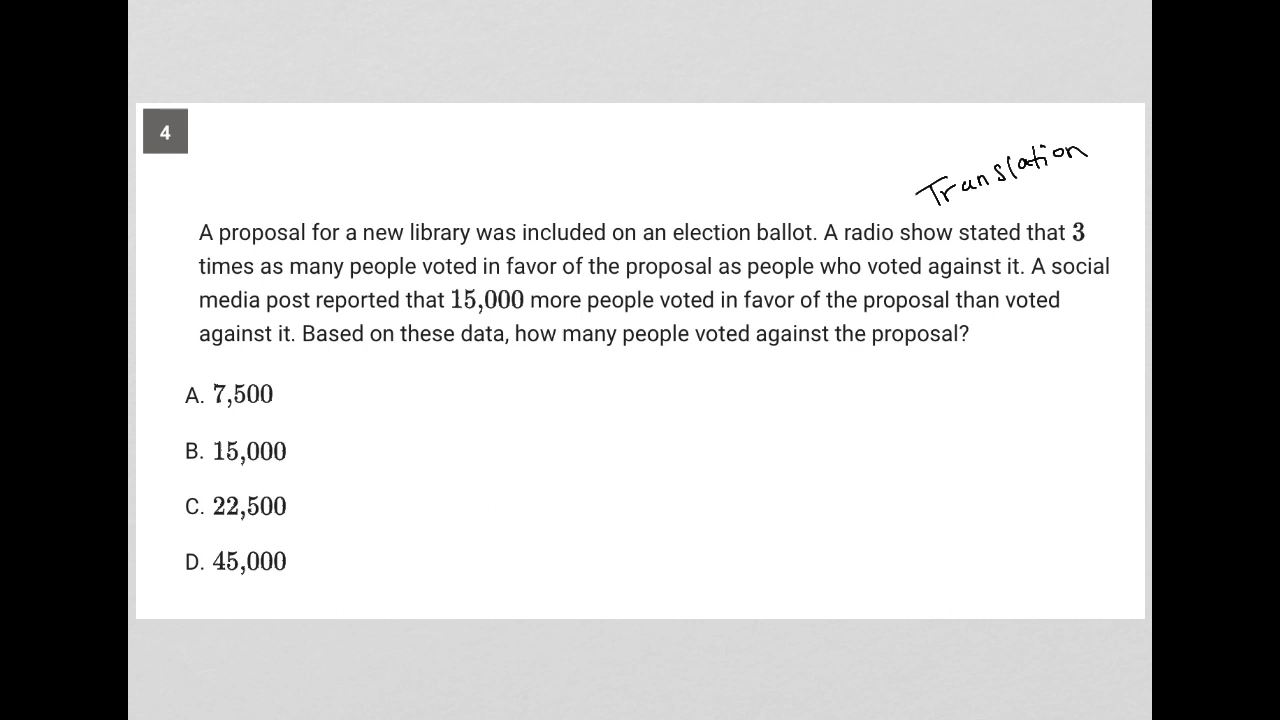 4
Translation
A proposal for a new library was included on an election ballot. A radio show stated that 3
times as many people voted in favor of the proposal as people who voted against it. A social
media post reported that 15,000 more people voted in favor of the proposal than voted
against it. Based on these data, how many people voted against the proposal?
A. 7,500
B. 15,000
C. 22,500
D. 45,000